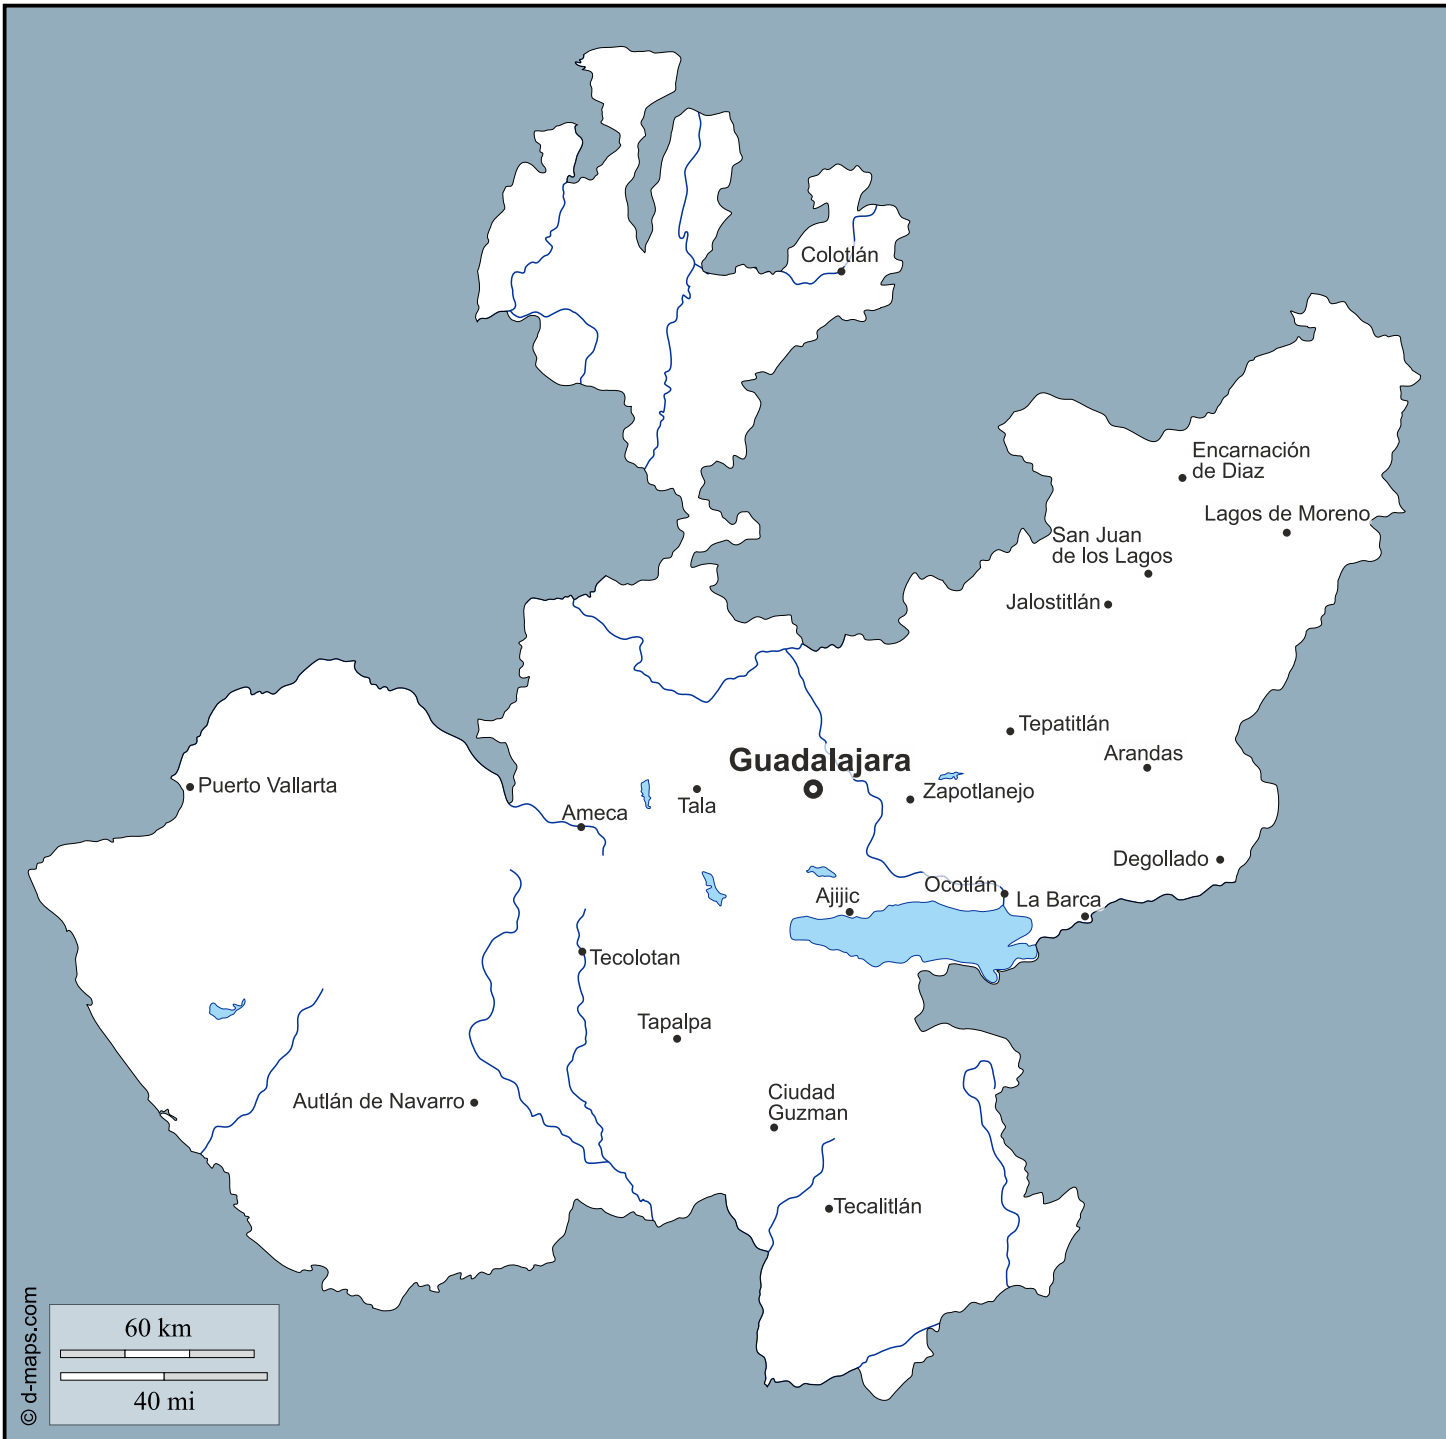 Colotlán
Encarnación
de Diaz
Lagos de Moreno
San Juan
de los Lagos
Jalostitlán
Tepatitlán
Arandas
Guadalajara
Puerto Vallarta
Zapotlanejo
Tala
Ameca
Degollado
Ocotlán
Ajijic
La Barca
Tecolotan
Tapalpa
Ciudad
Guzman
Autlán de Navarro
Tecalitlán
60 km
40 mi
© d-maps.com